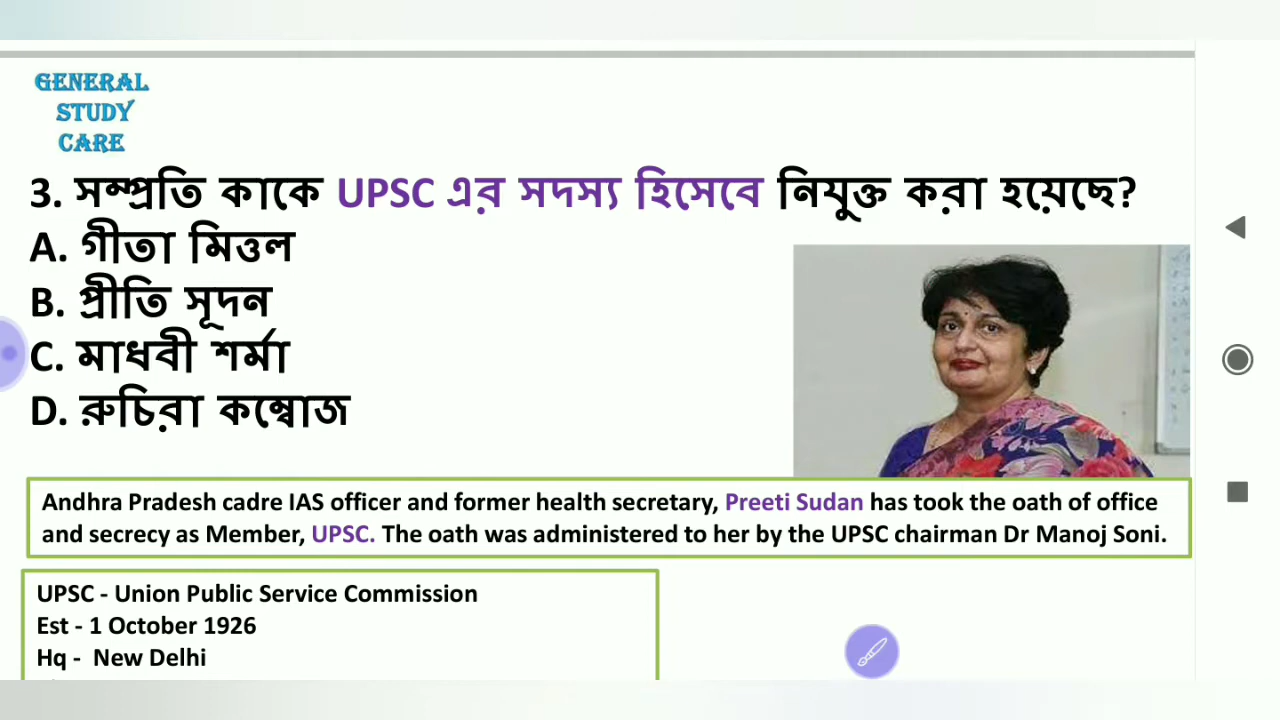 GENERAL
STUDY
CARE
3. সম্প্রতি কাকে UPSC এর সদস্য হিসেবে নিযুক্ত করা হয়েছে?
A. গীতা মিত্তল
B. প্রীতি সূদন
C. মাধবী শর্মা
D. রুচিরা কম্বোজ
Andhra Pradesh cadre IAS officer and former health secretary, Preeti Sudan has took the oath of office
and secrecy as Member, UPSC. The oath was administered to her by the UPSC chairman Dr Manoj Soni.
UPSC - Union Public Service Commission
Est - 1 October 1926
Hq - New Delhi